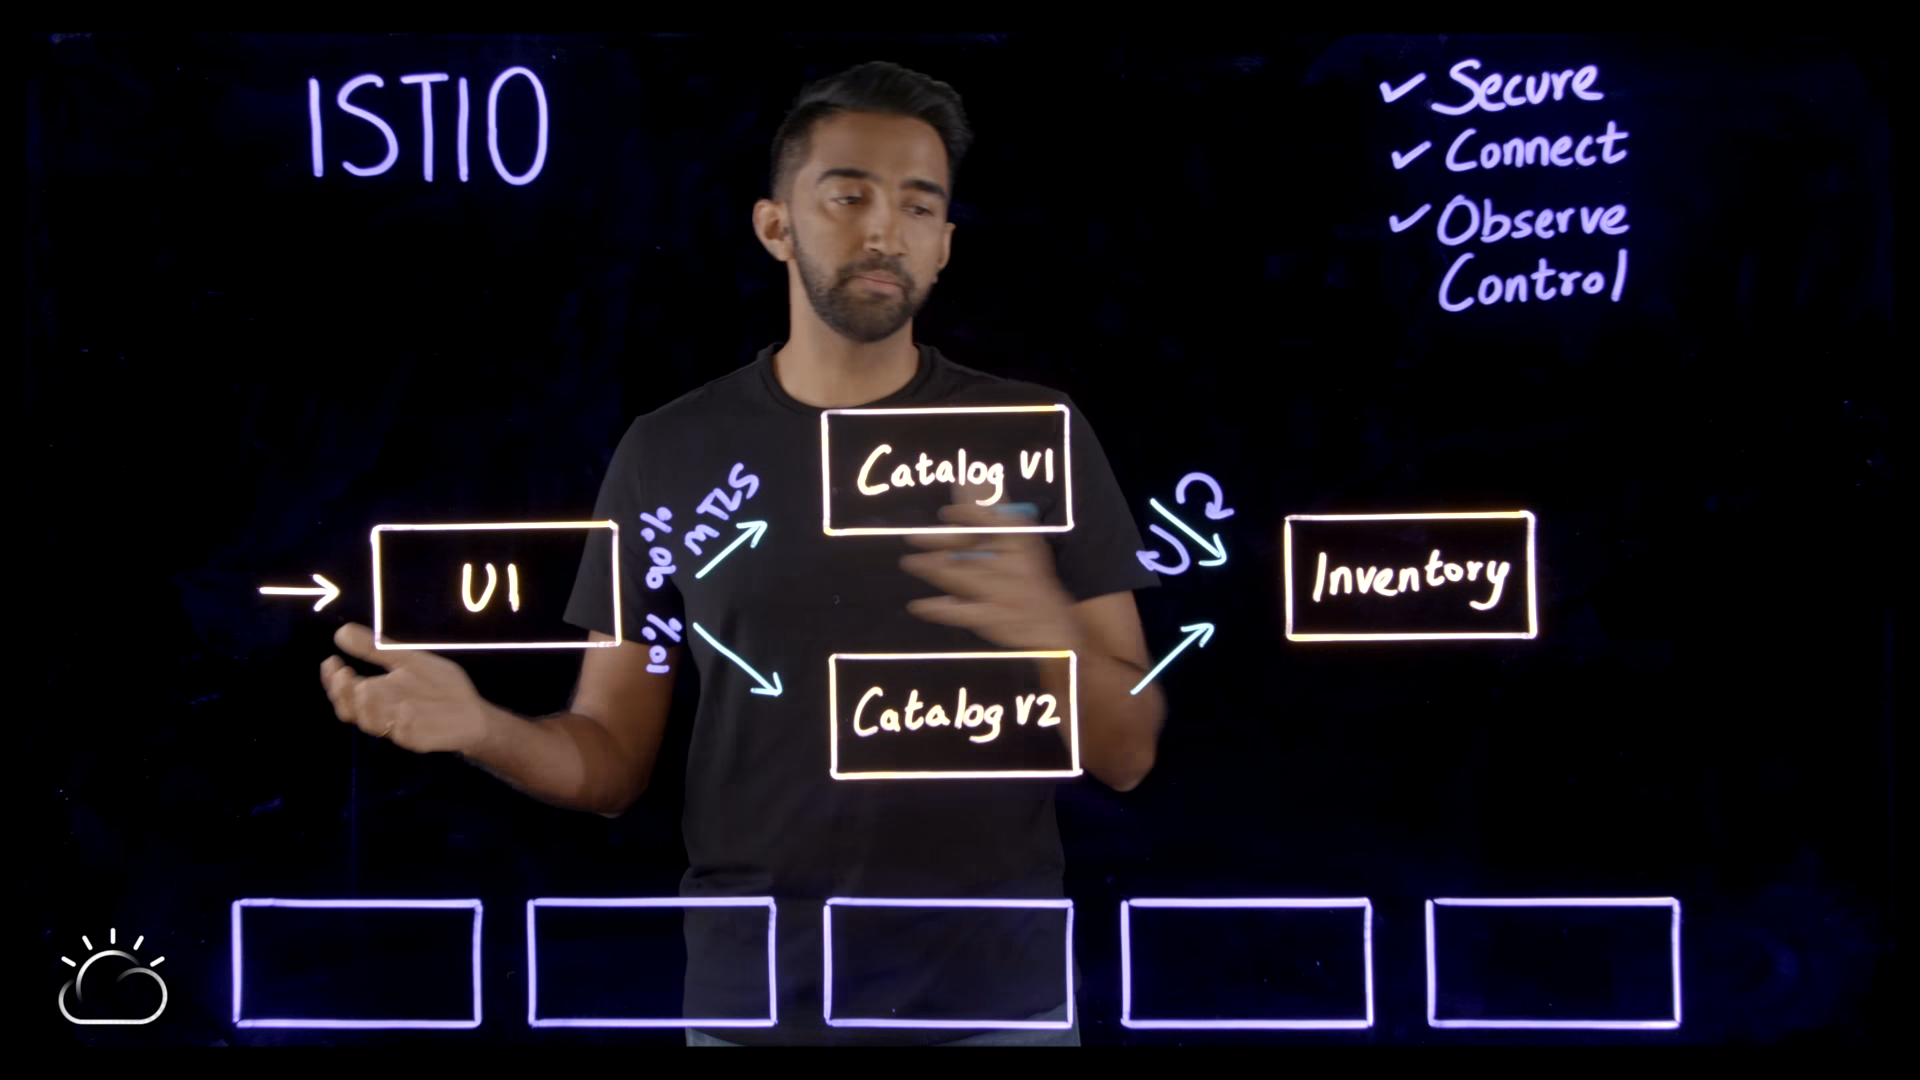 ISTIO
✓ Secure
✓ Connect
✓ Observe
Control
Catalog V1
mTLS
90%
UI
Inventory
10%
Catalog V2